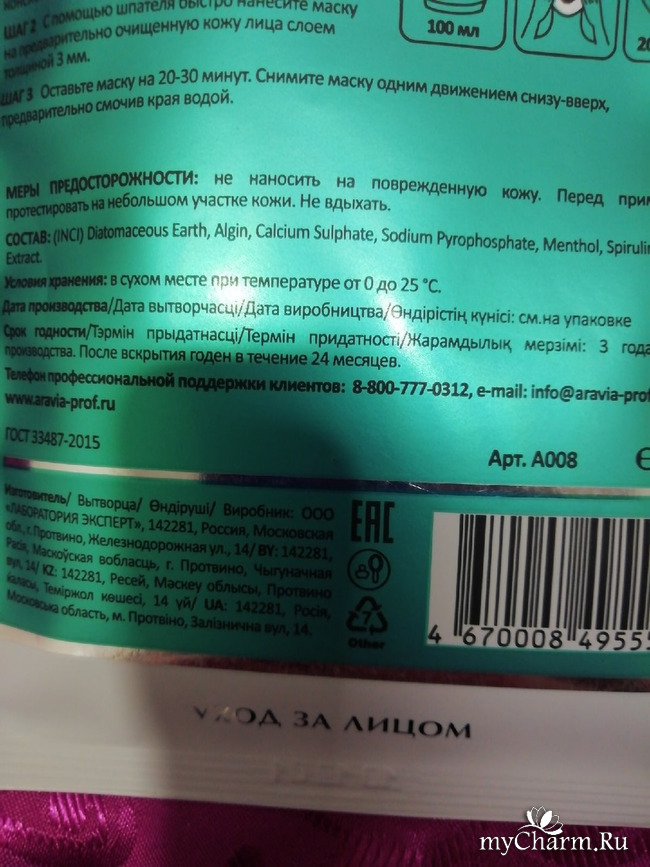 ШАГ 2 С помощью шпателя быстро нанесите маску
на предварительно очищенную кожу лица слоем
толщиной 3 мм.
100 мл
20
ШАГ 3 Оставьте маску на 20-30 минут. Снимите маску одним движением снизу-вверх,
предварительно смочив края водой.
МЕРЫ ПРЕДОСТОРОЖНОСТИ: не наносить на поврежденную кожу. Перед при
протестировать на небольшом участке кожи. Не вдыхать.
СОСТАВ: (INCI) Diatomaceous Earth, Algin, Calcium Sulphate, Sodium Pyrophosphate, Menthol, Spirulin
Extract.
Условия хранения: в сухом месте при температуре от 0 до 25 °С.
Дата производства/Дата вытворчасці/Дата виробництва/Өндірістің күнісі: см.на упаковке
Срок годности/Тэрмін прыдатнасці/Термін придатності/Жарамдылық мерзімі: 3 года
производства. После вскрытия годен в течение 24 месяцев.
Телефон профессиональной поддержки клиентов: 8-800-777-0312, e-mail: info@aravia-prof
www.aravia-prof.ru
ГОСТ 33487-2015
Арт. А008
Изготовитель/ Вытворца/ Өндіруші/ Виробник: ООО
«ЛАБОРАТОРИЯ ЭКСПЕРТ», 142281, Россия, Московская
обл., г. Протвино, Железнодорожная ул., 14/ BY: 142281,
Расія, Маскоўская вобласць, г. Протвино, Чыгуначная
вул, 14/ KZ: 142281, Ресей, Мәскеу облысы, Протвино
қаласы, Теміржол көшесі, 14 үй/ UA: 142281, Росія,
Московська область, м. Протвіно, Залізнична вул, 14.
EAC
7
Other
4 670008 49555
УХОД ЗА ЛИЦОМ
myCharm.Ru